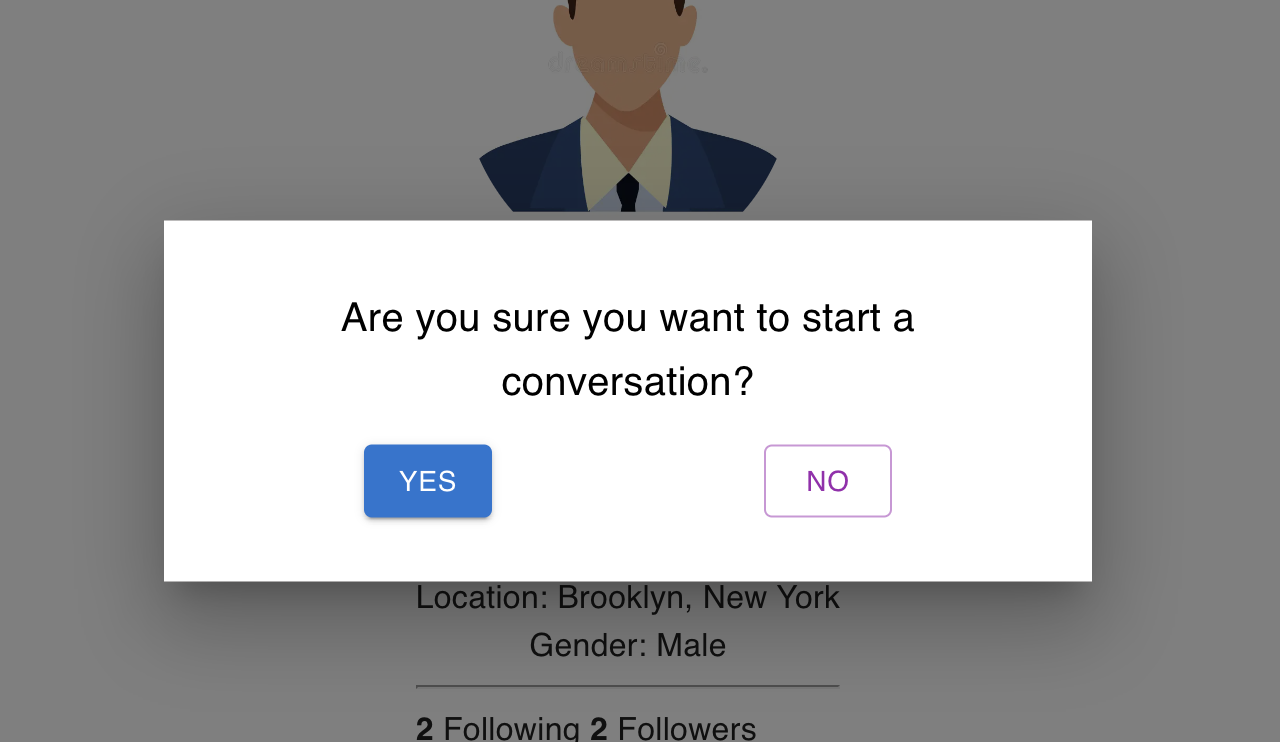 Are you sure you want to start a
conversation?
YES
NO
Location: Brooklyn, New York
Gender: Male
2 Following 2 Followers